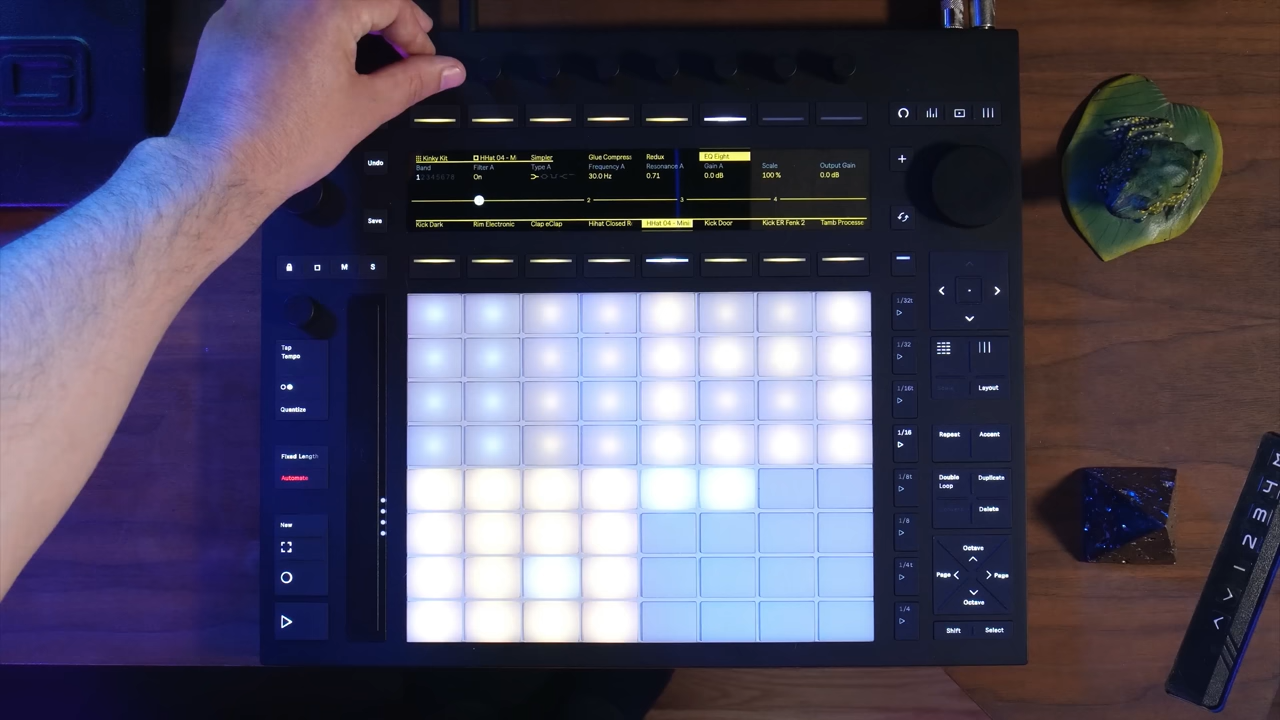 Undo
Kinky Kit HHat 04 - M Simpler Glue Compress Redux EQ Eight
Band Filter A Type A Frequency A Resonance A Gain A Scale Output Gain
12345678 On 30.0 Hz 0.71 0.0 dB 100 % 0.0 dB
2 3 4
Save
Kick Dark Rim Electronic Clap eClap Hihat Closed R HHat 04 - Mini Kick Door Kick ER Fenk 2 Tamb Processe
M S
1/32t
Tap
Tempo
1/32
1/16t
Layout
Quantize
1/16
Repeat Accent
Fixed Length
Automate
1/8t
Double
Loop
Duplicate
Delete
New
1/8
Octave
1/4t
Page Page
Octave
1/4
Shift Select